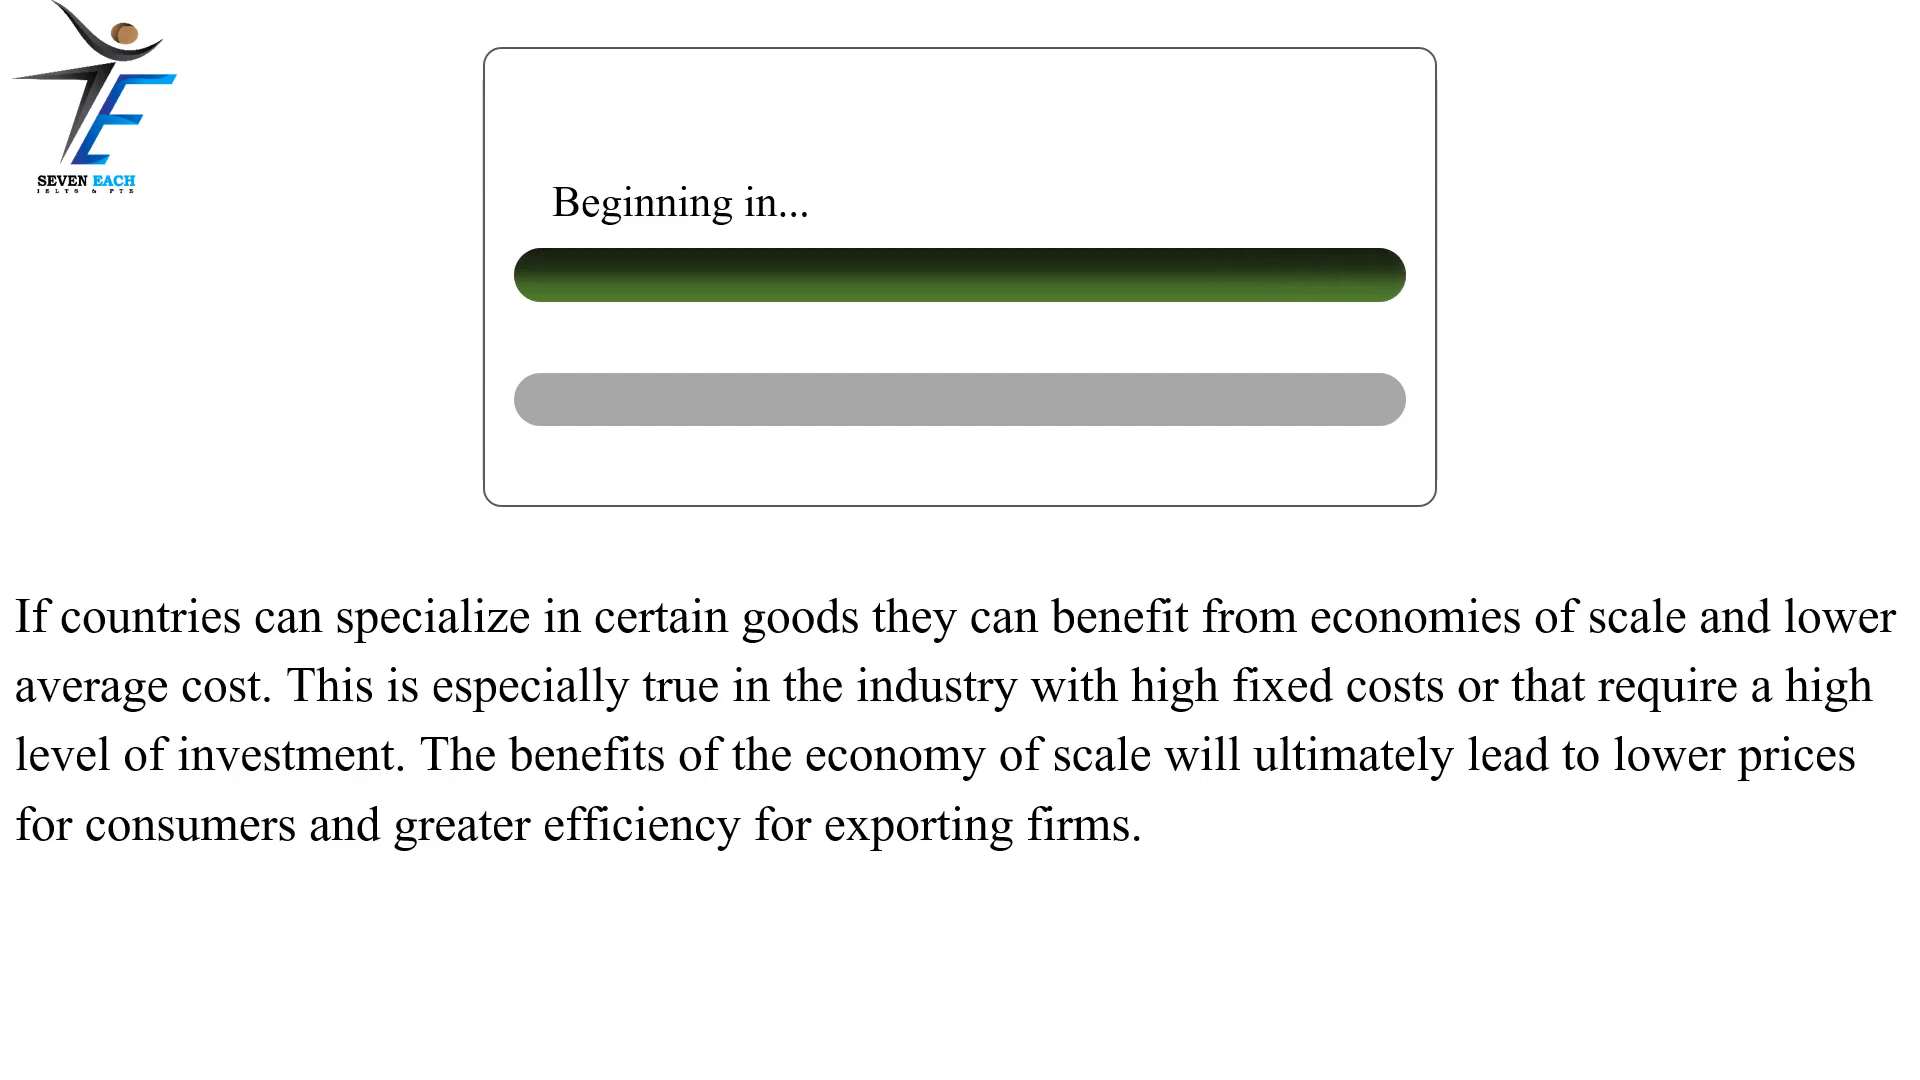 SEVEN EACH
IELTS & PTE
Beginning in...
If countries can specialize in certain goods they can benefit from economies of scale and lower
average cost. This is especially true in the industry with high fixed costs or that require a high
level of investment. The benefits of the economy of scale will ultimately lead to lower prices
for consumers and greater efficiency for exporting firms.